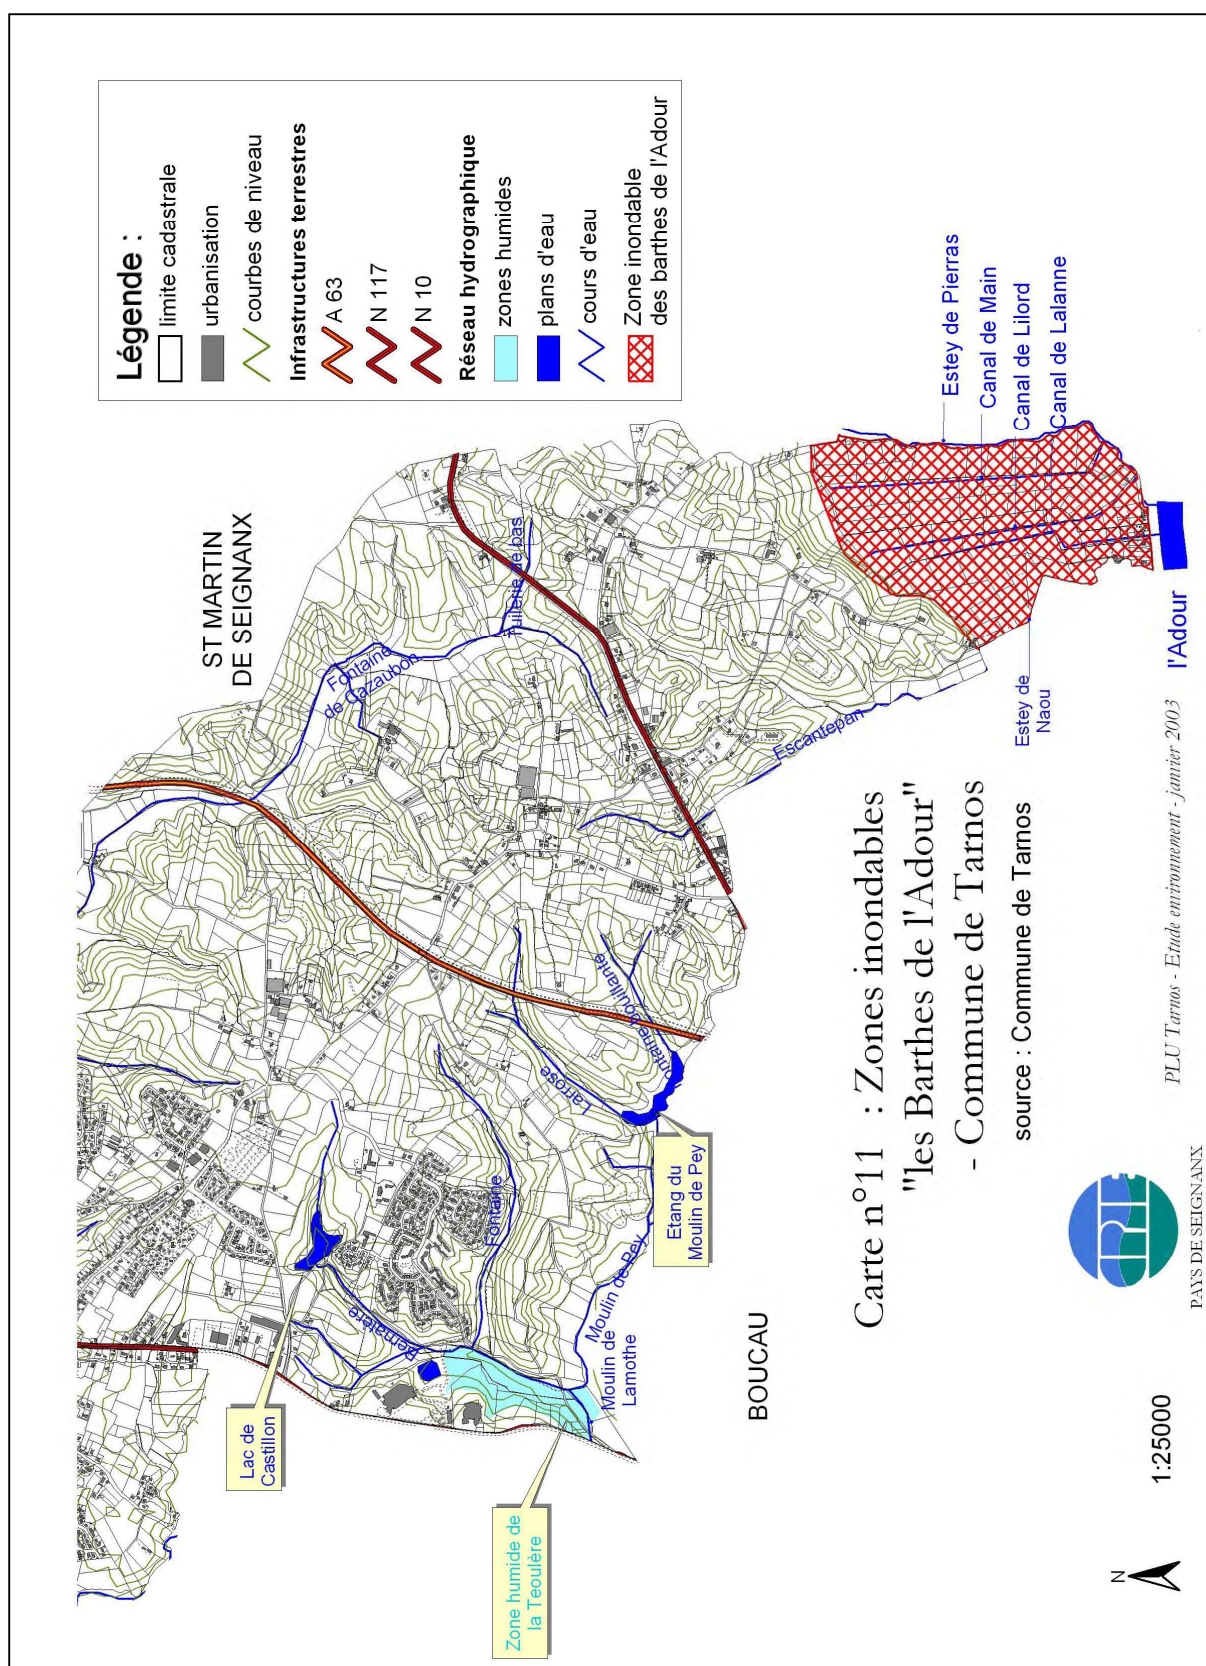 Légende :
limite cadastrale
urbanisation
courbes de niveau
Infrastructures terrestres
A 63
N 117
N 10
Réseau hydrographique
zones humides
plans d'eau
cours d'eau
Zone inondable
des barthes de l'Adour
ST MARTIN
DE SEIGNANX
Fontaine
de Cazaubon
Tuilerie de bas
Estey de Pierras
Canal de Main
Canal de Lilord
Canal de Lalanne
l'Adour
Estey de
Naou
Escantepan
Fontaine bouillante
Larrose
Etang du
Moulin de Pey
Fontaine
Moulin de Pey
Moulin de
Lamothe
Bernatère
Lac de
Castillon
Zone humide de
la Teoulère
BOUCAU
Carte n°11 : Zones inondables
"les Barthes de l'Adour"
- Commune de Tarnos
source : Commune de Tarnos
PLU Tarnos - Etude environnement - janvier 2003
PAYS DE SEIGNANX
1:25000
N